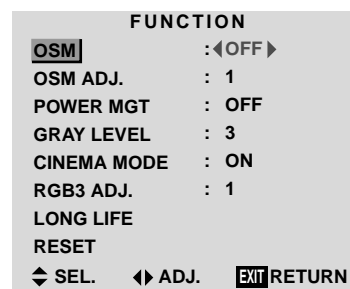 FUNCTION
OSM : ◀OFF▶
OSM ADJ. : 1
POWER MGT : OFF
GRAY LEVEL : 3
CINEMA MODE : ON
RGB3 ADJ. : 1
LONG LIFE
RESET
▲▼ SEL. ◀▶ ADJ. EXIT RETURN